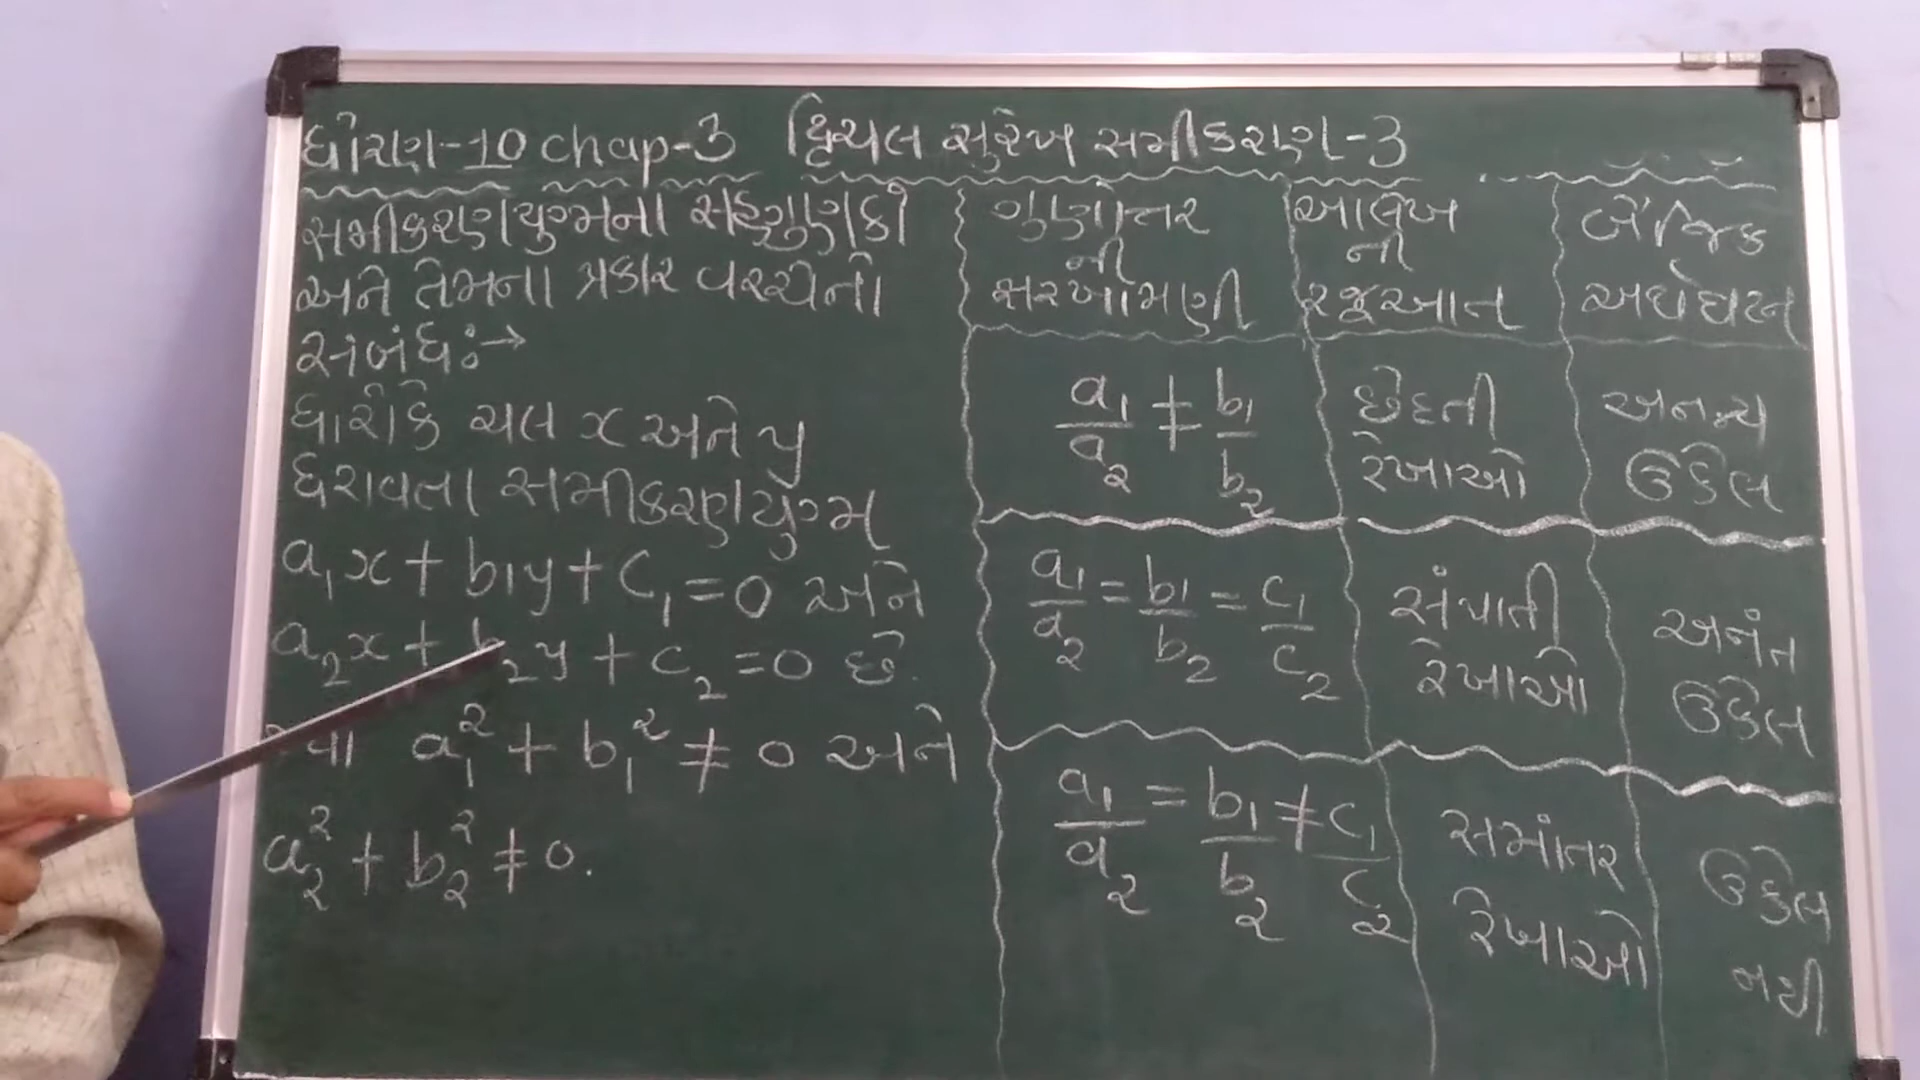 ધોરણ-10 chap-3 દ્વિચલ સુરેખ સમીકરણ-3
સમીકરણયુગ્મના સહગુણકો
અને તેમના પ્રકાર વચ્ચેનો
સંબંધઃ→
ધારોકે ચલ x અને y
ધરાવતા સમીકરણયુગ્મ
a₁x + b₁y + c₁ = 0 અને
a₂x + b₂y + c₂ = 0 છે.
a₁² + b₁² ≠ 0 અને
a₂² + b₂² ≠ 0.
ગુણોત્તર ની સરખામણી | આલેખ ની રજૂઆત | બૈજિક અર્થઘટન
a₁/a₂ ≠ b₁/b₂ | છેદતી રેખાઓ | અનન્ય ઉકેલ
a₁/a₂ = b₁/b₂ = c₁/c₂ | સંપાતી રેખાઓ | અનંત ઉકેલ
a₁/a₂ = b₁/b₂ ≠ c₁/c₂ | સમાંતર રેખાઓ | ઉકેલ નથી